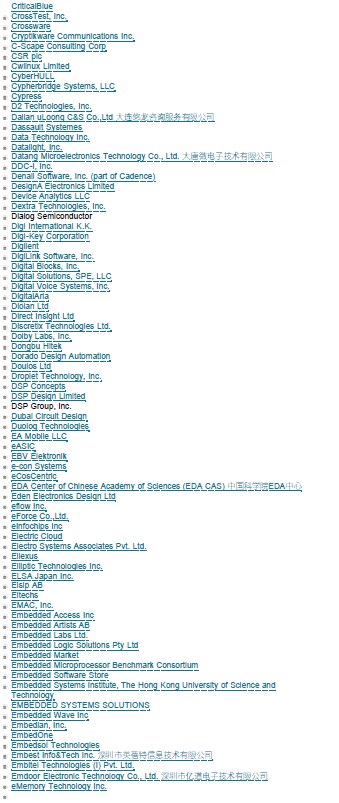 CriticalBlue
CrossTest, Inc.
Crossware
Cryptikware Communications Inc.
C-Scape Consulting Corp
CSR plc
Cwlinux Limited
CyberHULL
Cypherbridge Systems, LLC
Cypress
D2 Technologies, Inc.
Dalian uLoong C&S Co.,Ltd 大连悠龙咨询服务有限公司
Dassault Systemes
Data Technology Inc.
Datalight, Inc.
Datang Microelectronics Technology Co., Ltd. 大唐微电子技术有限公司
DDC-I, Inc.
Denali Software, Inc. (part of Cadence)
DesignA Electronics Limited
Device Analytics LLC
Dextra Technologies, Inc.
Dialog Semiconductor
Digi International K.K.
Digi-Key Corporation
Digilent
DigiLink Software, Inc.
Digital Blocks, Inc.
Digital Solutions, SPE, LLC
Digital Voice Systems, Inc.
DigitalAria
Diolan Ltd
Direct Insight Ltd
Discretix Technologies Ltd.
Dolby Labs, Inc.
Dongbu Hitek
Dorado Design Automation
Doulos Ltd
Droplet Technology, Inc.
DSP Concepts
DSP Design Limited
DSP Group, Inc.
Dubai Circuit Design
Duolog Technologies
EA Mobile LLC
eASIC
EBV Elektronik
e-con Systems
eCosCentric
EDA Center of Chinese Academy of Sciences (EDA CAS) 中国科学院EDA中心
Eden Electronics Design Ltd
eflow Inc.
eForce Co.,Ltd.
eInfochips Inc
Electric Cloud
Electro Systems Associates Pvt. Ltd.
Ellexus
Elliptic Technologies Inc.
ELSA Japan Inc.
Elsip AB
Eltechs
EMAC, Inc.
Embedded Access Inc
Embedded Artists AB
Embedded Labs Ltd.
Embedded Logic Solutions Pty Ltd
Embedded Market
Embedded Microprocessor Benchmark Consortium
Embedded Software Store
Embedded Systems Institute, The Hong Kong University of Science and
Technology
EMBEDDED SYSTEMS SOLUTIONS
Embedded Wave Inc
Embedian, Inc.
EmbedOne
Embedsol Technologies
Embest Info&Tech Inc. 深圳市英蓓特信息技术有限公司
Embitel Technologies (I) Pvt. Ltd.
Emdoor Electronic Technology Co., Ltd. 深圳市亿道电子技术有限公司
eMemory Technology Inc.